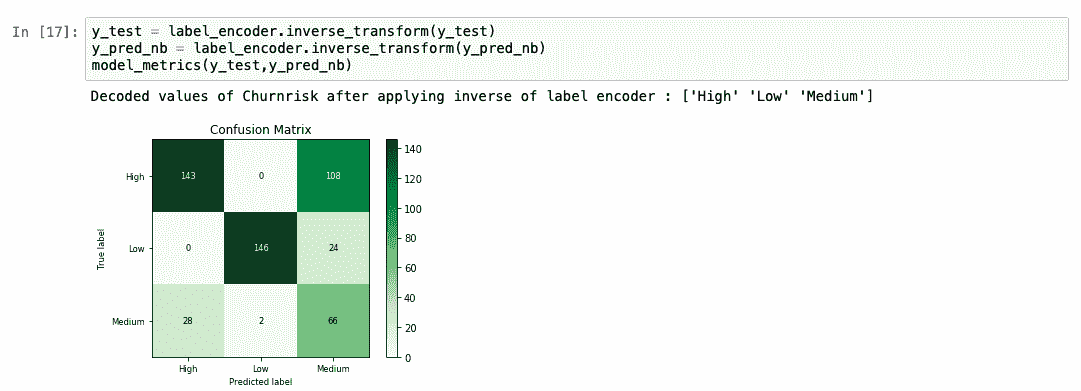 In [17]: y_test = label_encoder.inverse_transform(y_test)
y_pred_nb = label_encoder.inverse_transform(y_pred_nb)
model_metrics(y_test,y_pred_nb)
Decoded values of Churnrisk after applying inverse of label encoder : ['High' 'Low' 'Medium']
Confusion Matrix
High 143 0 108
Low 0 146 24
Medium 28 2 66
High Low Medium
Predicted label
True label
140
120
100
80
60
40
20
0